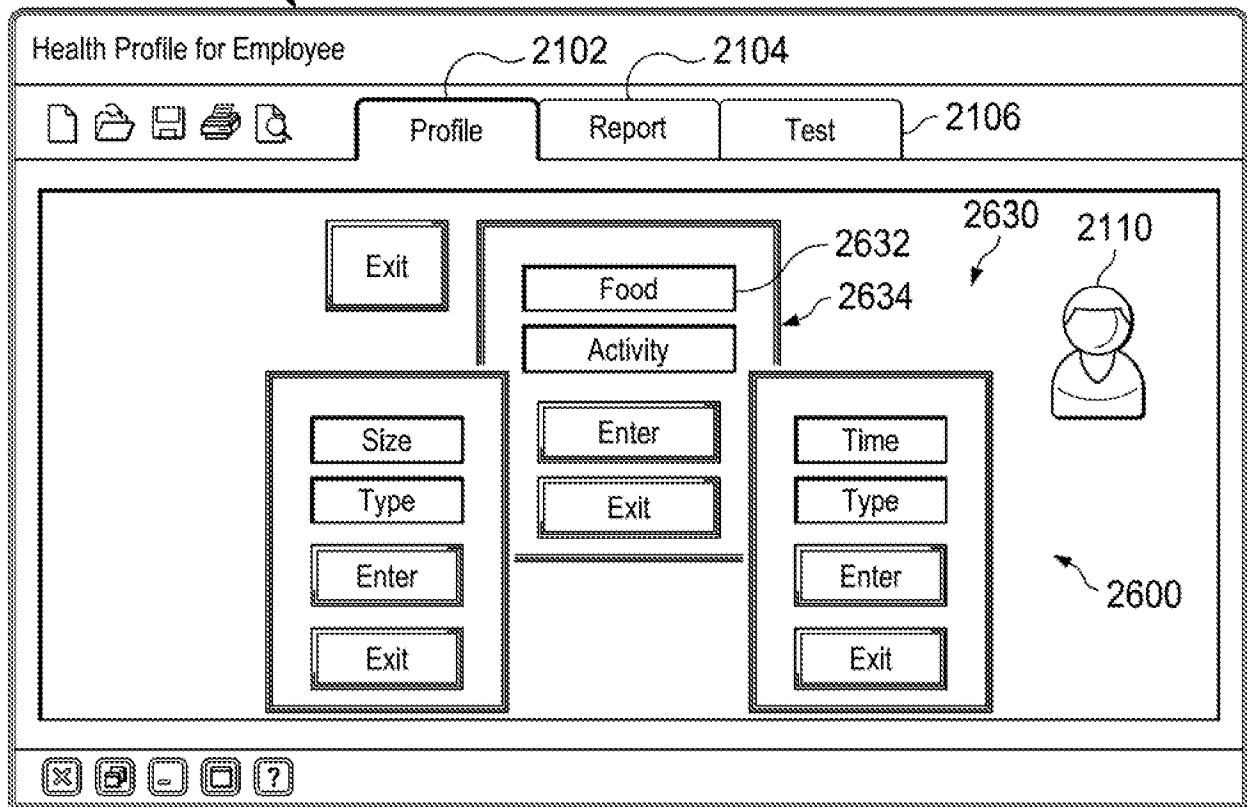 Health Profile for Employee
2102
2104
Profile
Report
Test
2106
Exit
Food
Activity
Enter
Exit
2632
2634
2630
2110
Size
Type
Enter
Exit
Time
Type
Enter
Exit
2600
?